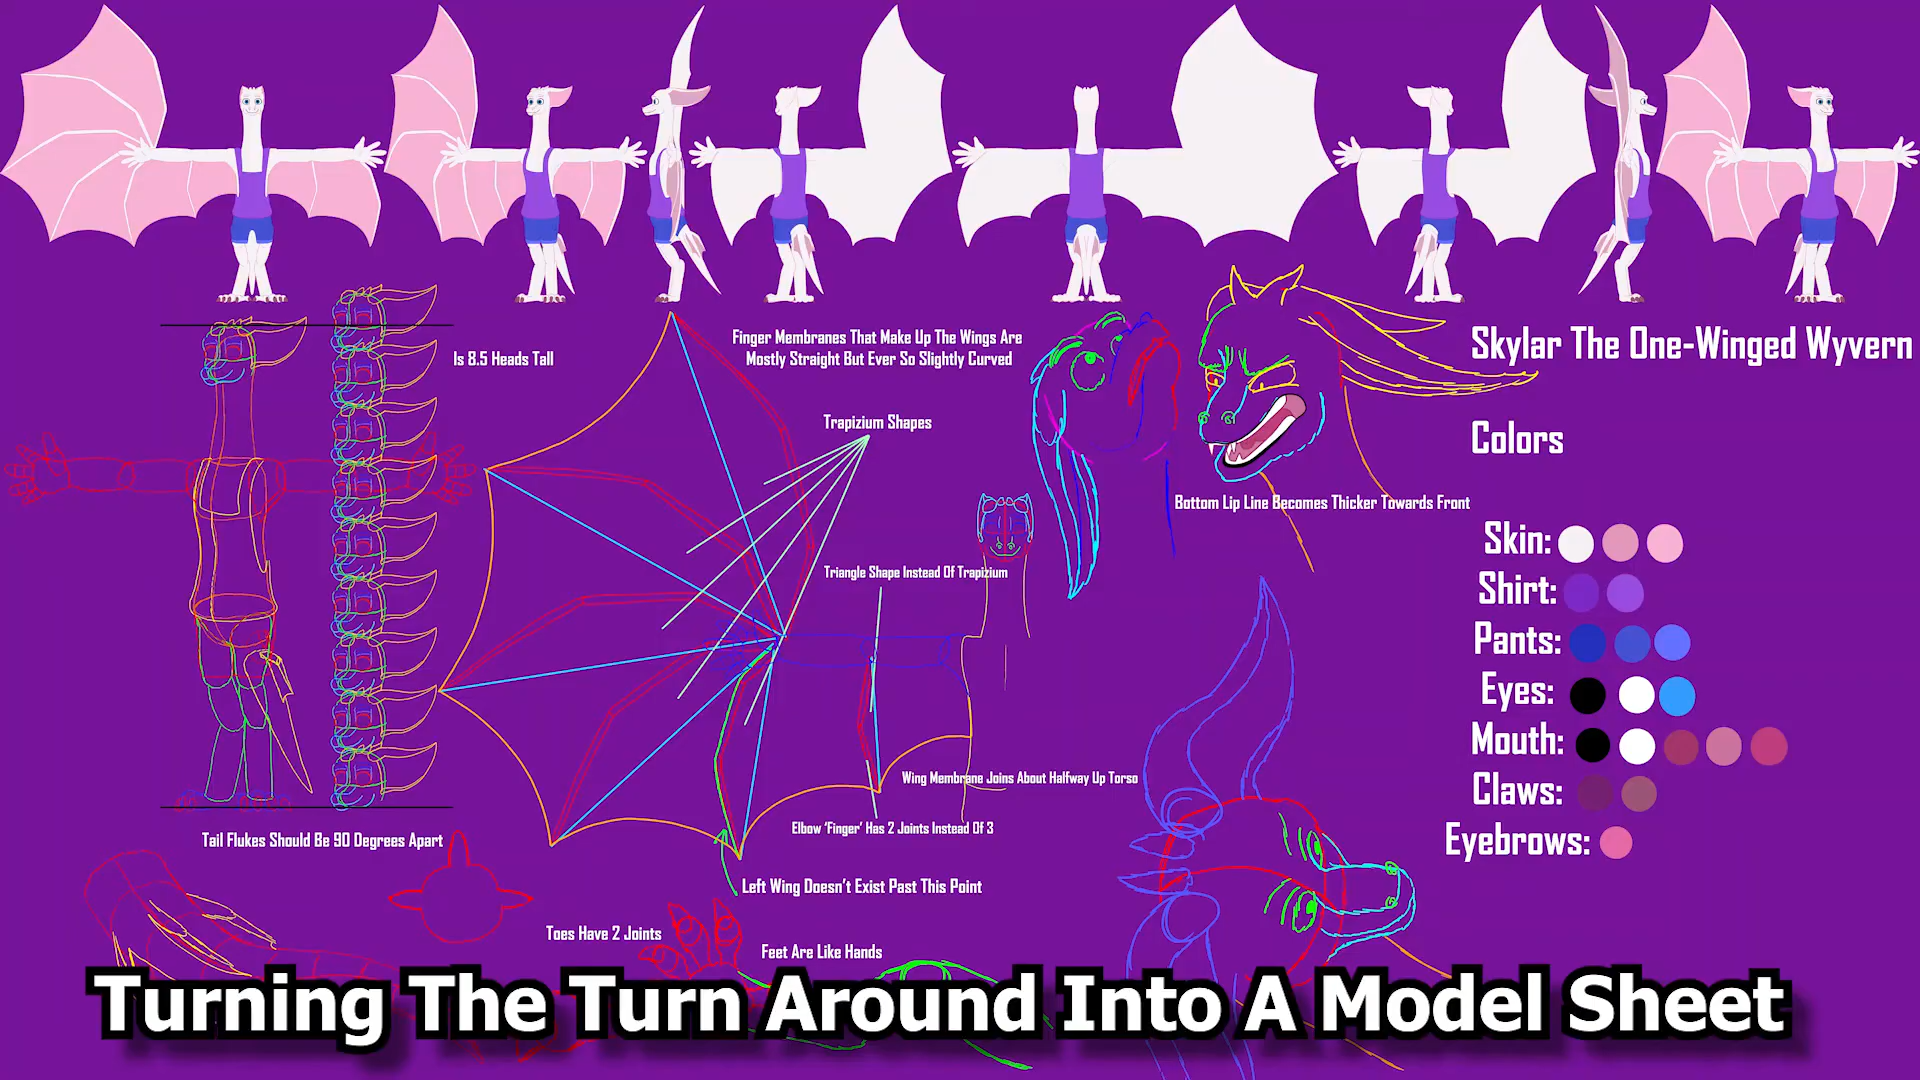 Finger Membranes That Make Up The Wings Are
Mostly Straight But Ever So Slightly Curved
Skylar The One-Winged Wyvern
Is 8.5 Heads Tall
Trapizium Shapes
Colors
Bottom Lip Line Becomes Thicker Towards Front
Skin:
Triangle Shape Instead Of Trapizium
Shirt:
Pants:
Eyes:
Mouth:
Wing Membrane Joins About Halfway Up Torso
Claws:
Elbow ‘Finger’ Has 2 Joints Instead Of 3
Tail Flukes Should Be 90 Degrees Apart
Eyebrows:
Left Wing Doesn’t Exist Past This Point
Toes Have 2 Joints
Feet Are Like Hands
Turning The Turn Around Into A Model Sheet